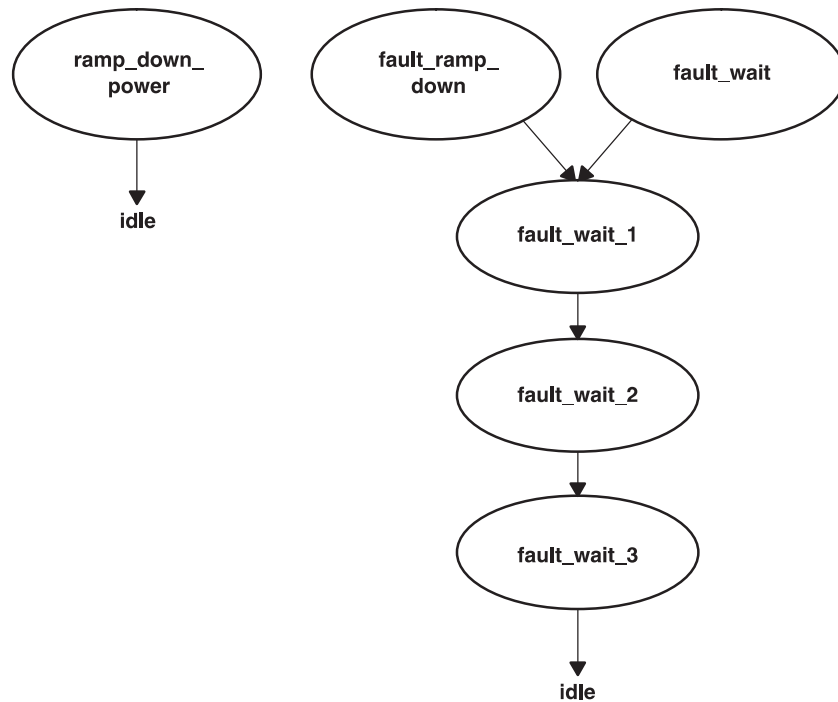 ramp_down_
power
fault_ramp_
down
fault_wait
idle
fault_wait_1
fault_wait_2
fault_wait_3
idle